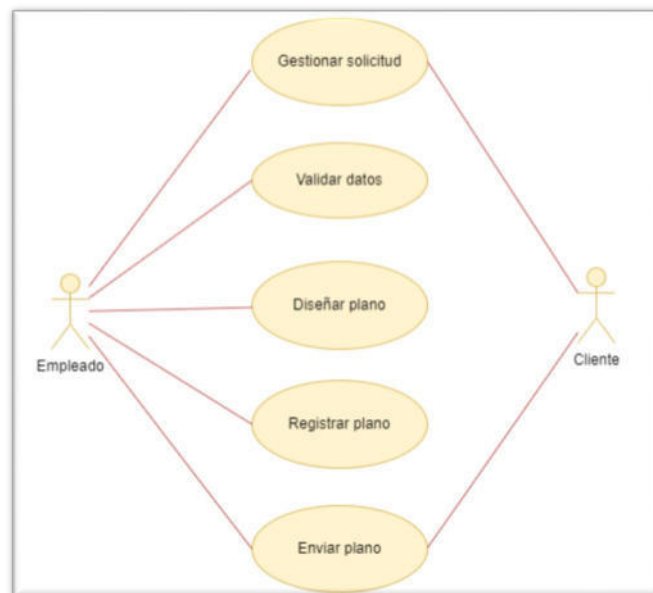 Gestionar solicitud
Validar datos
Diseñar plano
Empleado
Cliente
Registrar plano
Enviar plano